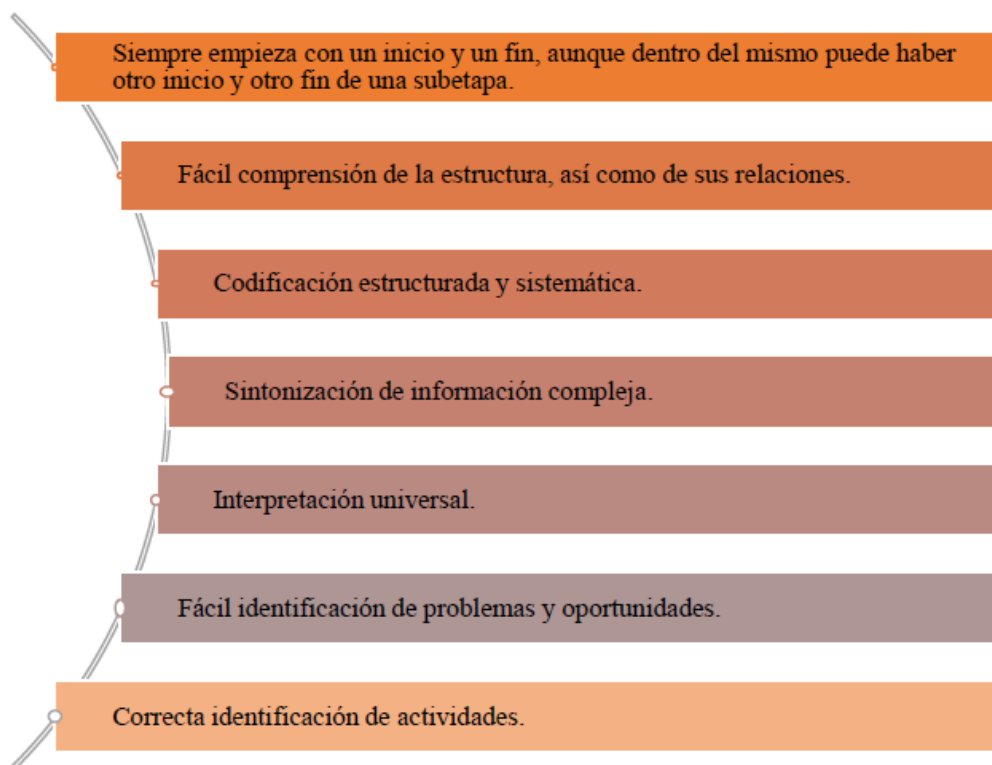 Siempre empieza con un inicio y un fin, aunque dentro del mismo puede haber
otro inicio y otro fin de una subetapa.
Fácil comprensión de la estructura, así como de sus relaciones.
Codificación estructurada y sistemática.
Sintonización de información compleja.
Interpretación universal.
Fácil identificación de problemas y oportunidades.
Correcta identificación de actividades.